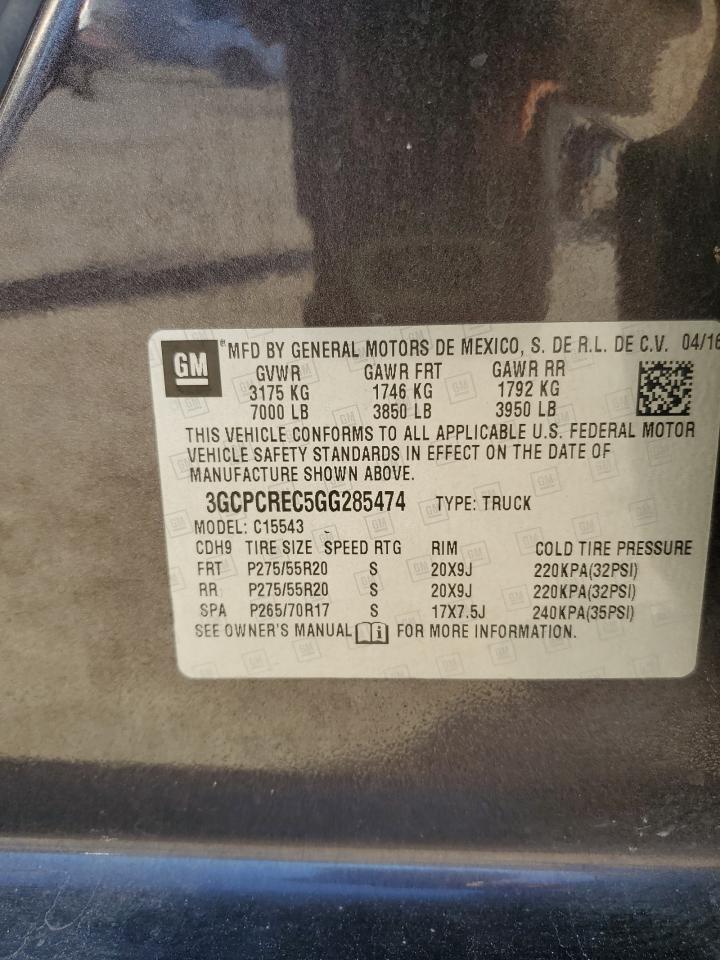 GM ® MFD BY GENERAL MOTORS DE MEXICO, S. DE R.L. DE C.V. 04/16
GVWR GAWR FRT GAWR RR
3175 KG 1746 KG 1792 KG
7000 LB 3850 LB 3950 LB
THIS VEHICLE CONFORMS TO ALL APPLICABLE U.S. FEDERAL MOTOR
VEHICLE SAFETY STANDARDS IN EFFECT ON THE DATE OF
MANUFACTURE SHOWN ABOVE.
3GCPCREC5GG285474 TYPE: TRUCK
MODEL: C15543
CDH9 TIRE SIZE SPEED RTG RIM COLD TIRE PRESSURE
FRT P275/55R20 S 20X9J 220KPA(32PSI)
RR P275/55R20 S 20X9J 220KPA(32PSI)
SPA P265/70R17 S 17X7.5J 240KPA(35PSI)
SEE OWNER'S MANUAL i FOR MORE INFORMATION.